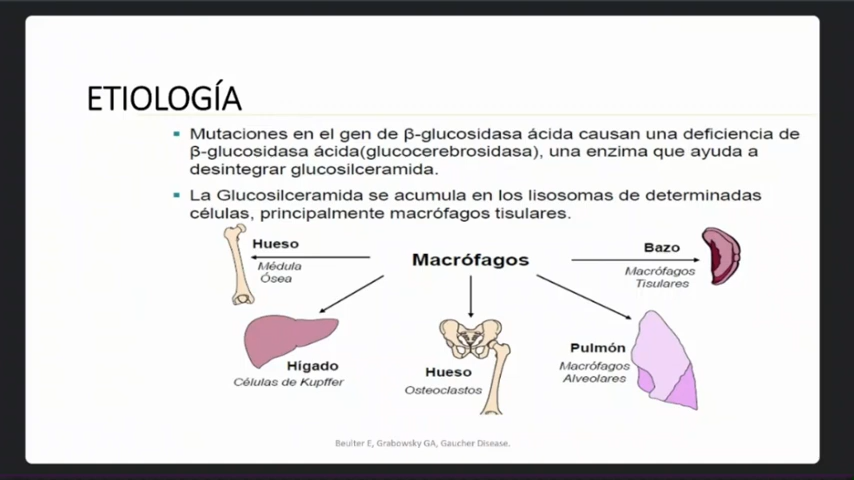 ETIOLOGÍA
Mutaciones en el gen de β-glucosidasa ácida causan una deficiencia de
β-glucosidasa ácida(glucocerebrosidasa), una enzima que ayuda a
desintegrar glucosilceramida.
La Glucosilceramida se acumula en los lisosomas de determinadas
células, principalmente macrófagos tisulares.
Hueso
Médula
Ósea
Macrófagos
Bazo
Macrófagos
Tisulares
Hígado
Células de Kupffer
Hueso
Osteoclastos
Pulmón
Macrófagos
Alveolares
Beulter E, Grabowsky GA, Gaucher Disease.